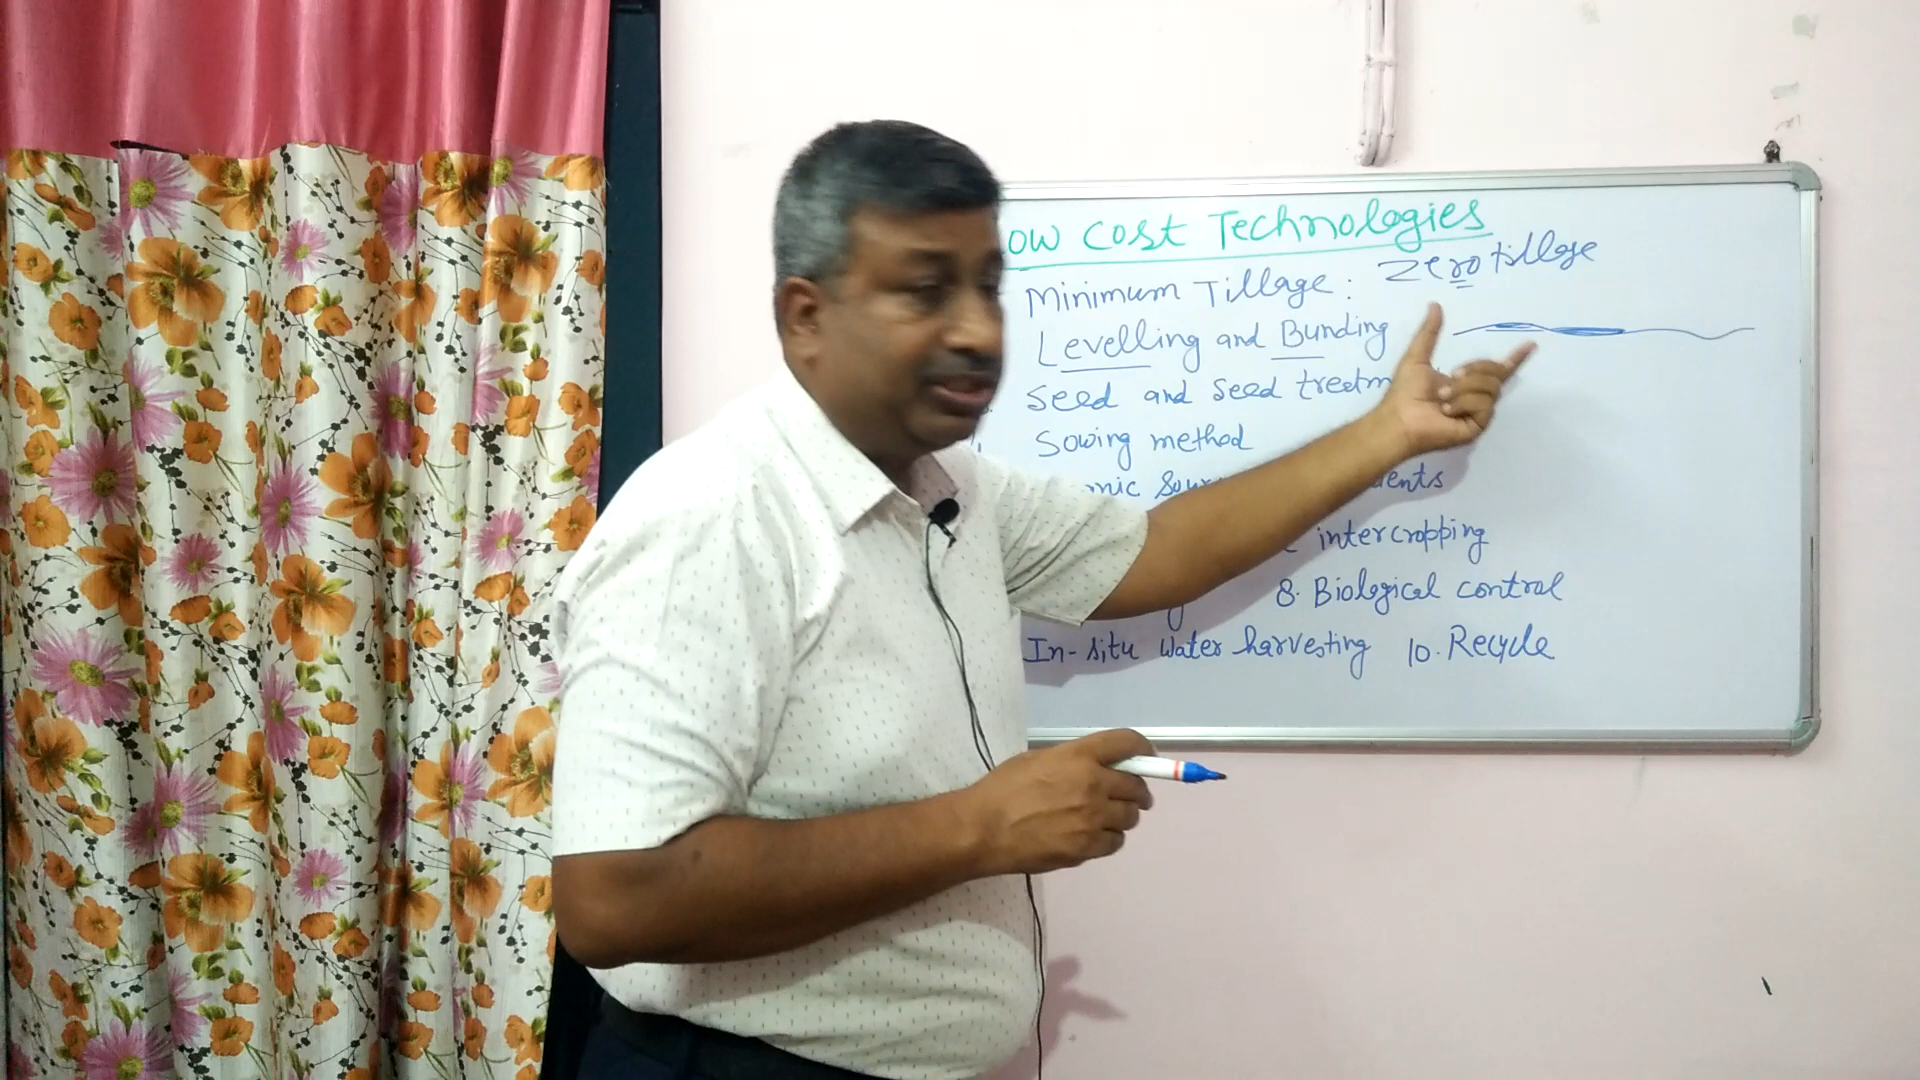 ow Cost Technologies
Minimum Tillage: Zero tillage
Levelling and Bunding
Seed and Seed treatm
Sowing method
intercropping
8. Biological control
In-situ water harvesting 10. Recycle